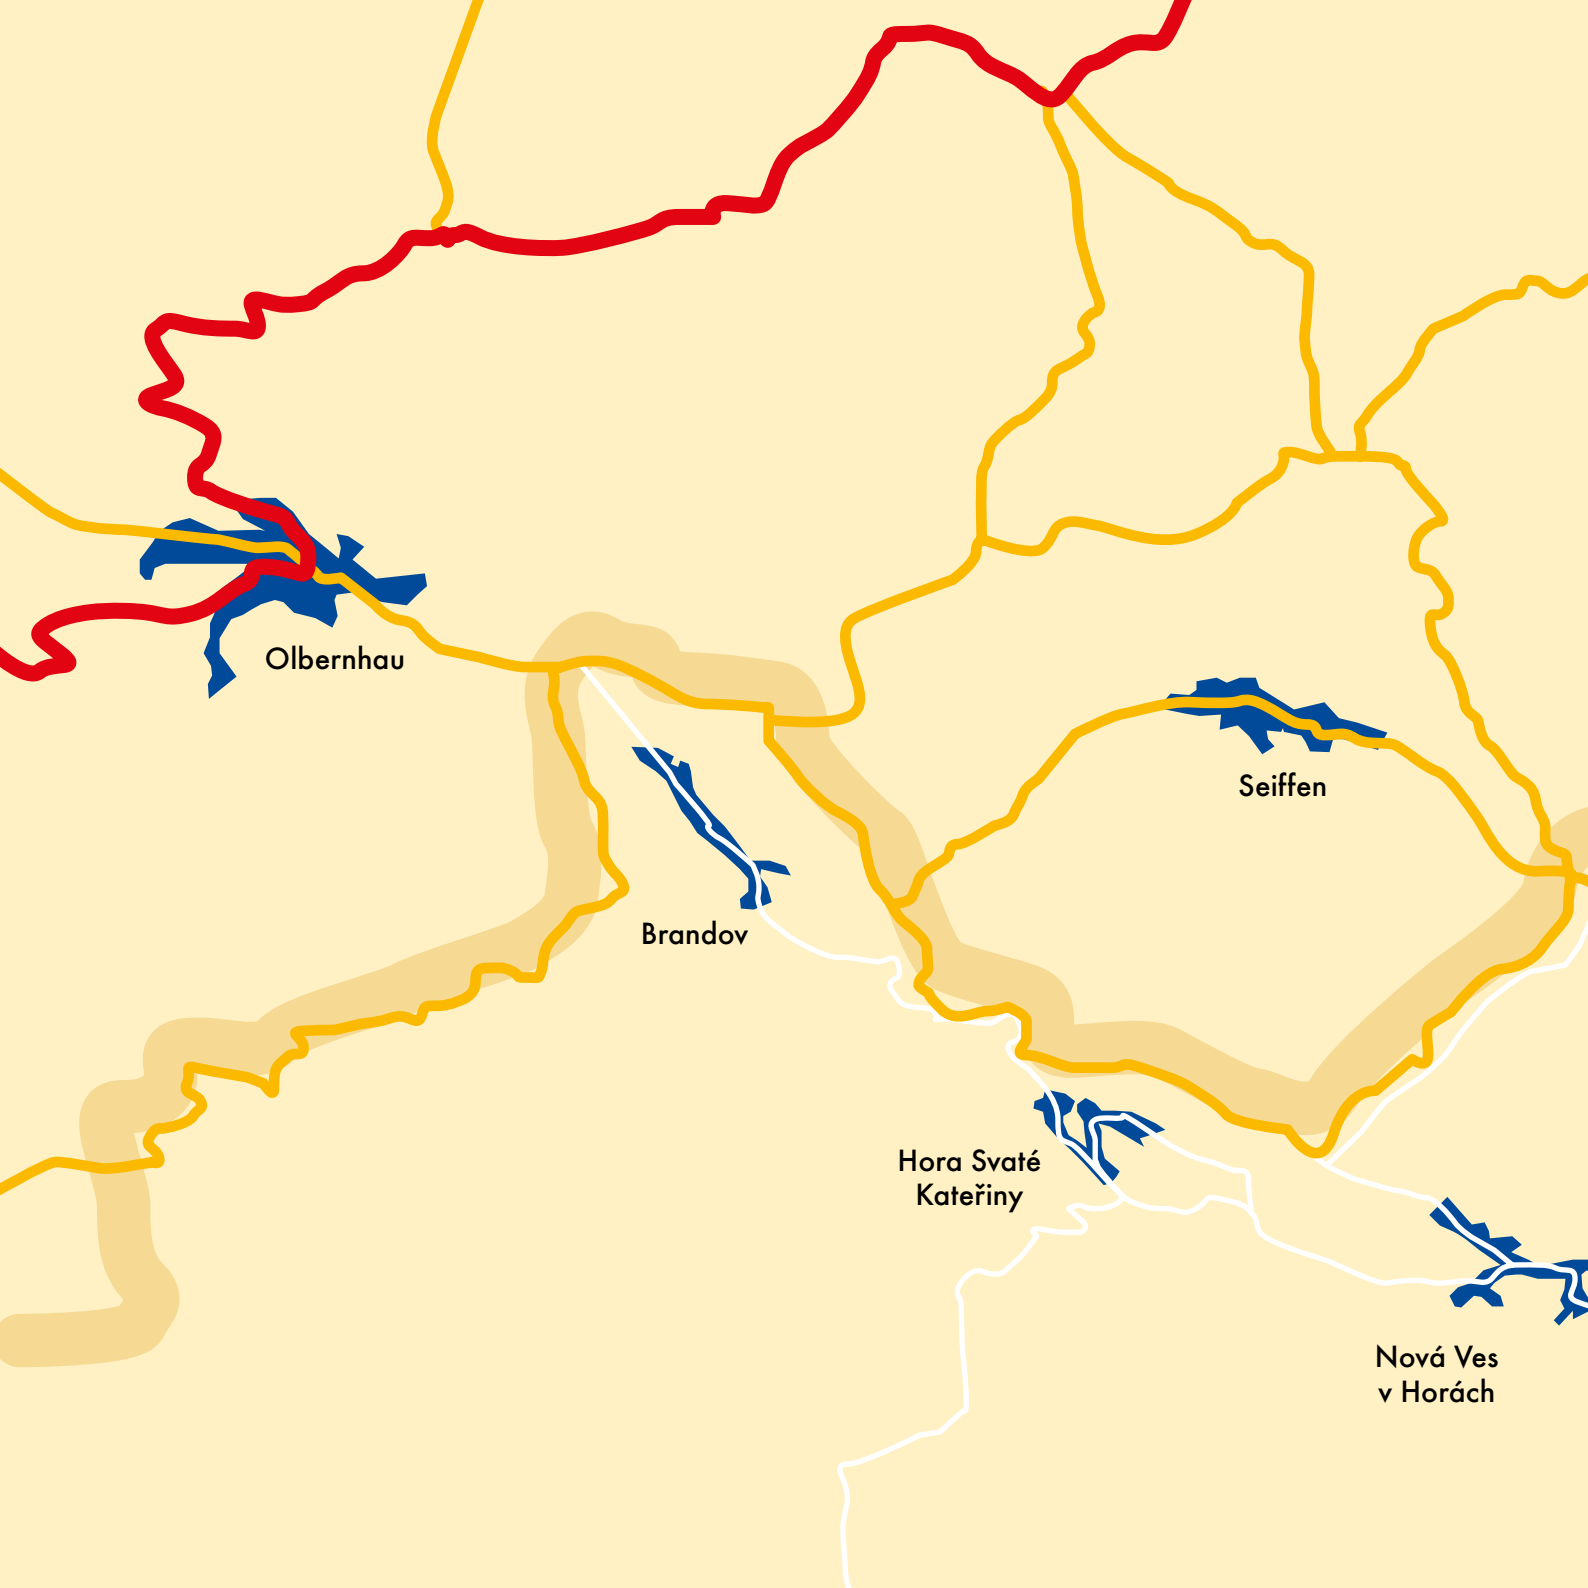 Olbernhau
Seiffen
Brandov
Hora Svaté
Kateřiny
Nová Ves
v Horách